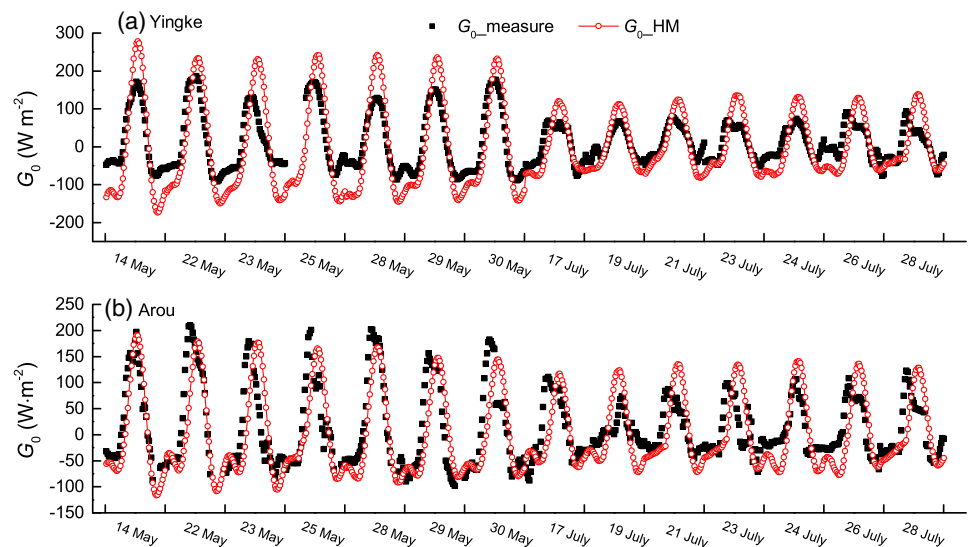 (a) Yingke
G₀_measure
G₀_HM
G₀ (W m⁻²)
300
200
100
0
-100
-200
14 May
22 May
23 May
25 May
28 May
29 May
30 May
17 July
19 July
21 July
23 July
24 July
26 July
28 July
(b) Arou
G₀ (W·m⁻²)
250
200
150
100
50
0
-50
-100
-150
14 May
22 May
23 May
25 May
28 May
29 May
30 May
17 July
19 July
21 July
23 July
24 July
26 July
28 July